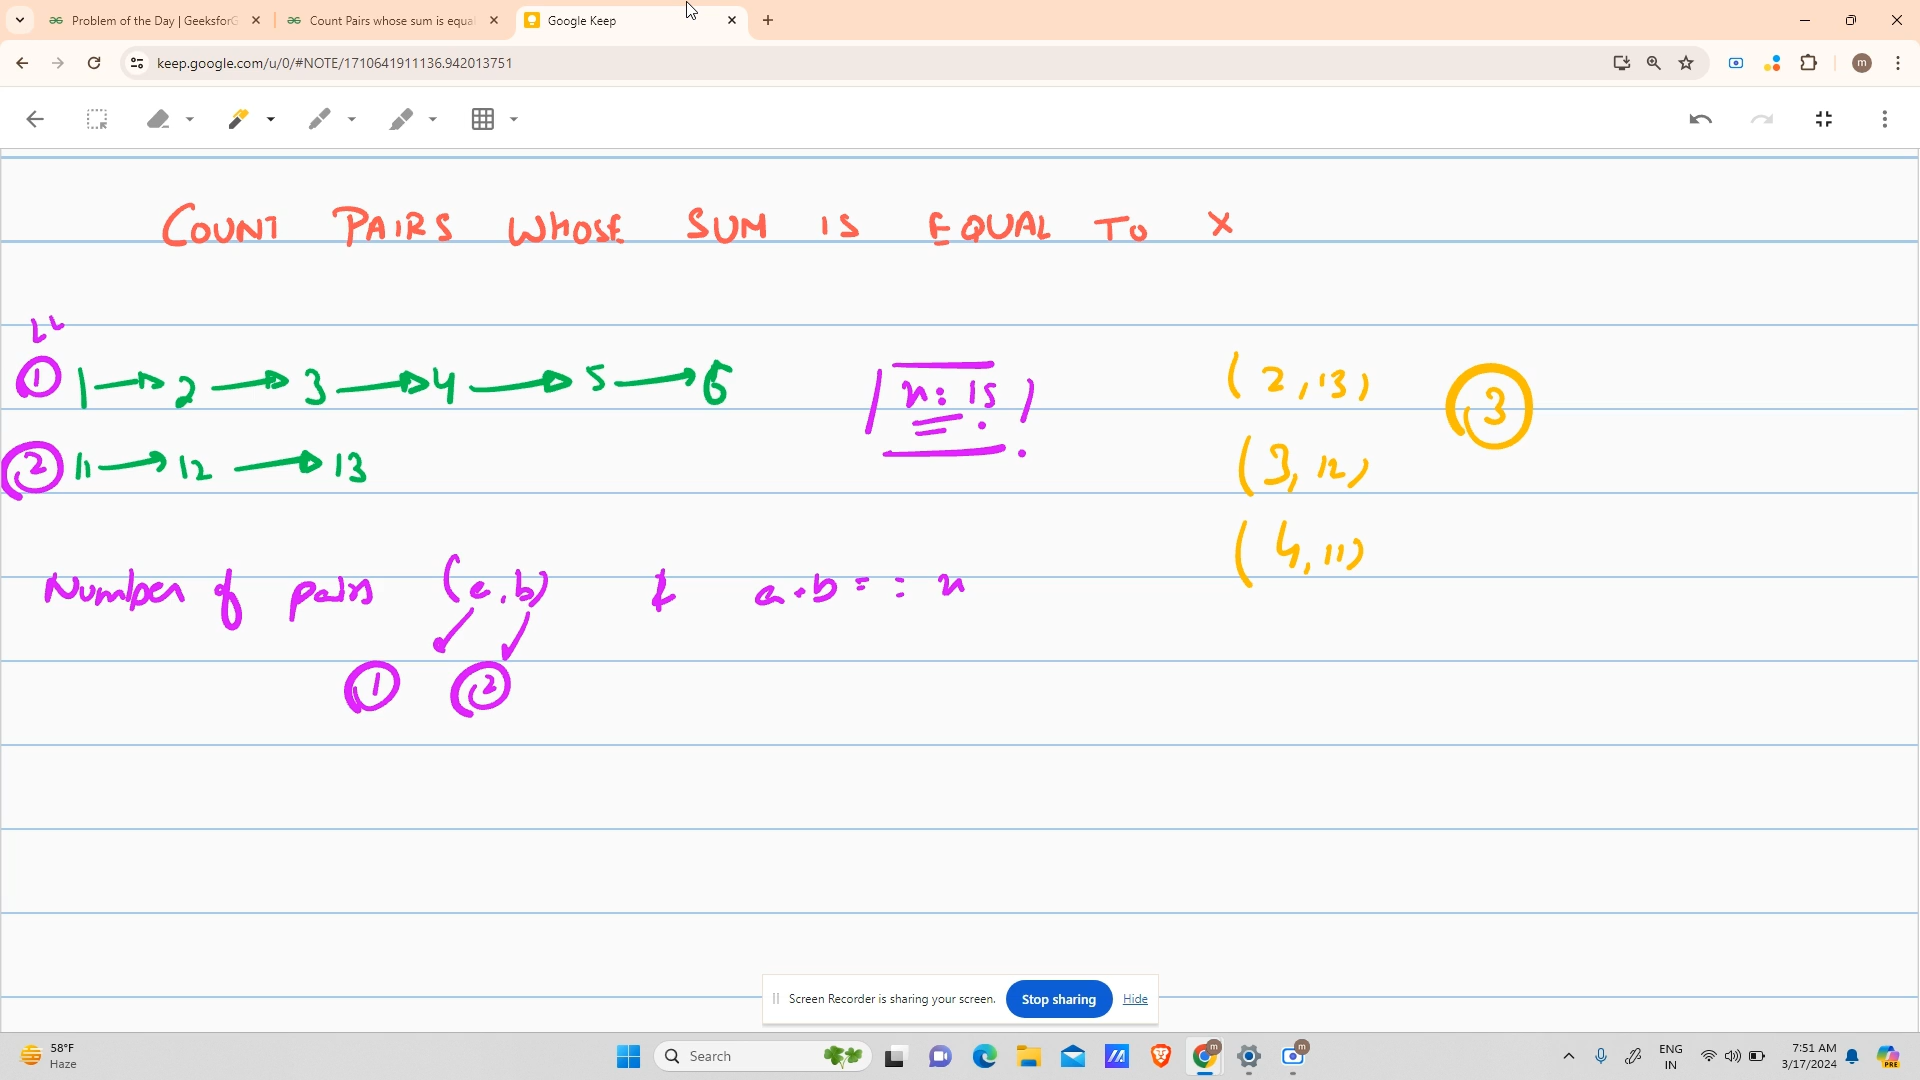 Problem of the Day | GeeksforG
Count Pairs whose sum is equa
Google Keep
keep.google.com/u/0/#NOTE/1710641911136.942013751
m
COUNT PAIRS WHOSE SUM IS EQUAL TO X
LL
① 1 → 2 → 3 → 4 → 5 → 6
② 11 → 12 → 13
x: 15
(2,13)
(3,12)
(4,11)
3
Number of pairs (a,b) & a+b == x
① ②
Screen Recorder is sharing your screen.
Stop sharing
Hide
58°F
Haze
Search
ENG
IN
7:51 AM
3/17/2024
PRE